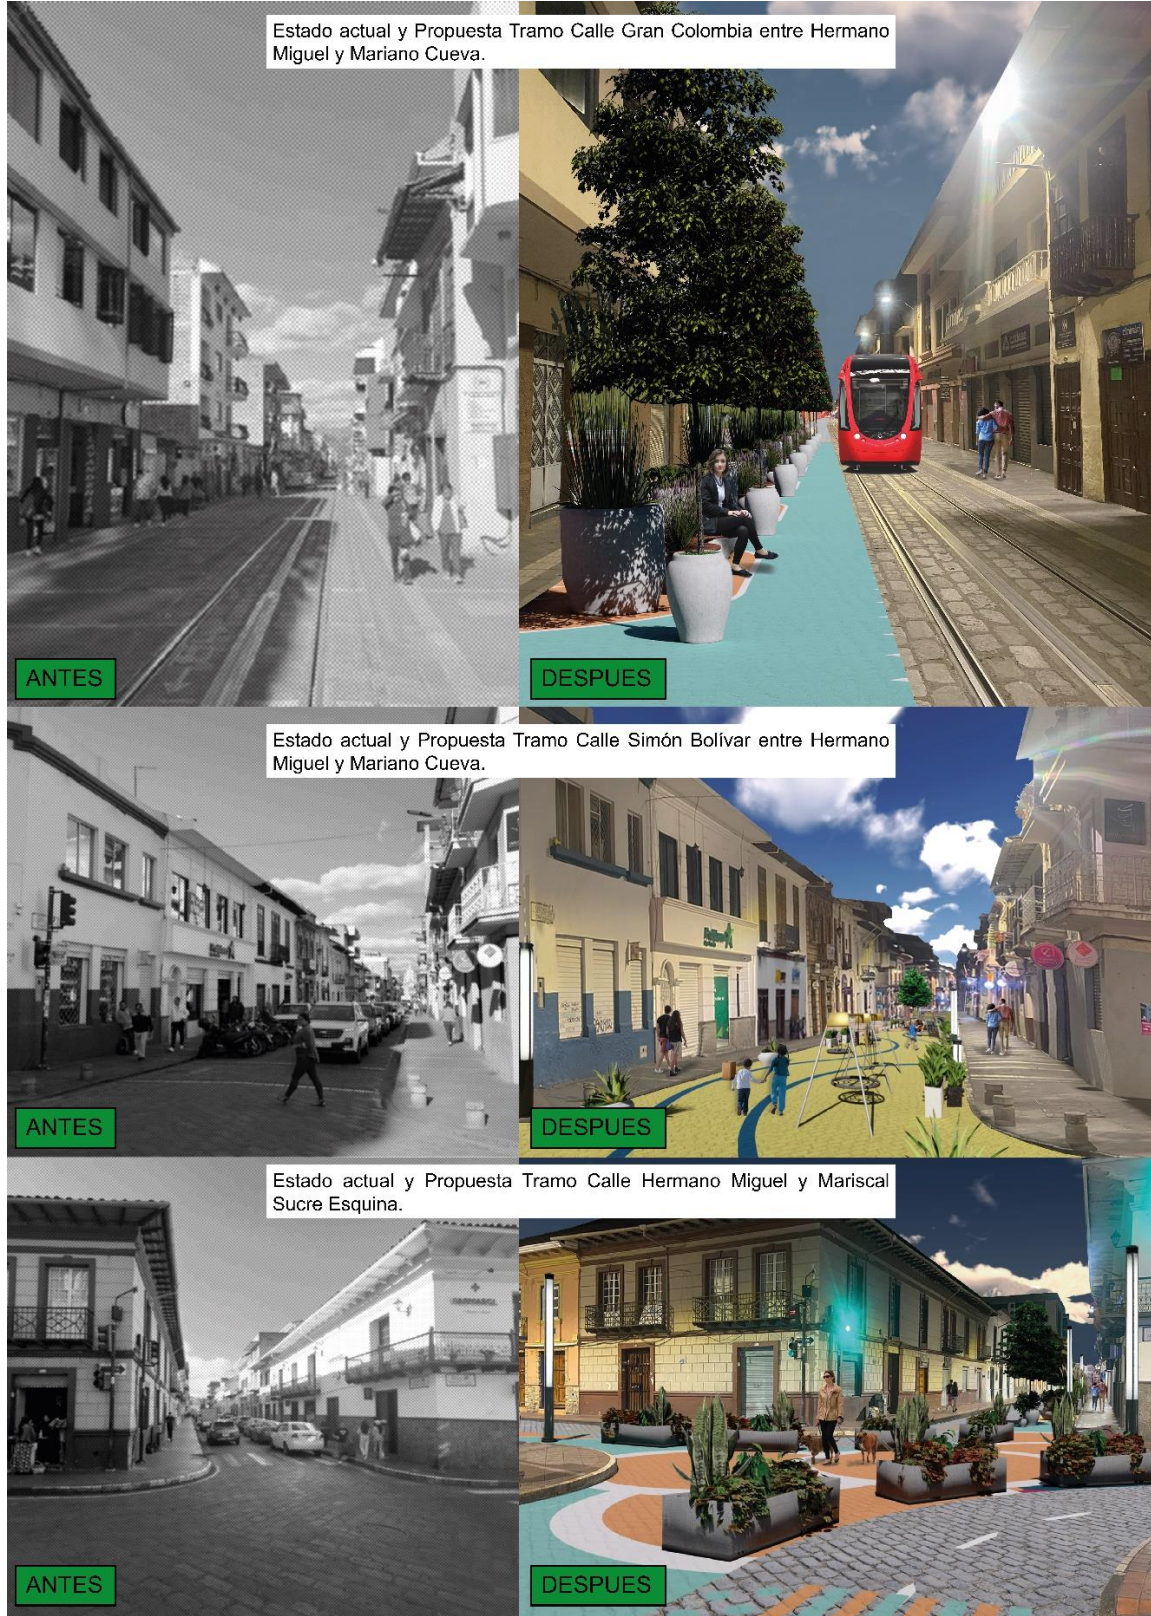 Estado actual y Propuesta Tramo Calle Gran Colombia entre Hermano
Miguel y Mariano Cueva.
ANTES
DESPUES
Estado actual y Propuesta Tramo Calle Simón Bolívar entre Hermano
Miguel y Mariano Cueva.
ANTES
DESPUES
Estado actual y Propuesta Tramo Calle Hermano Miguel y Mariscal
Sucre Esquina.
ANTES
DESPUES